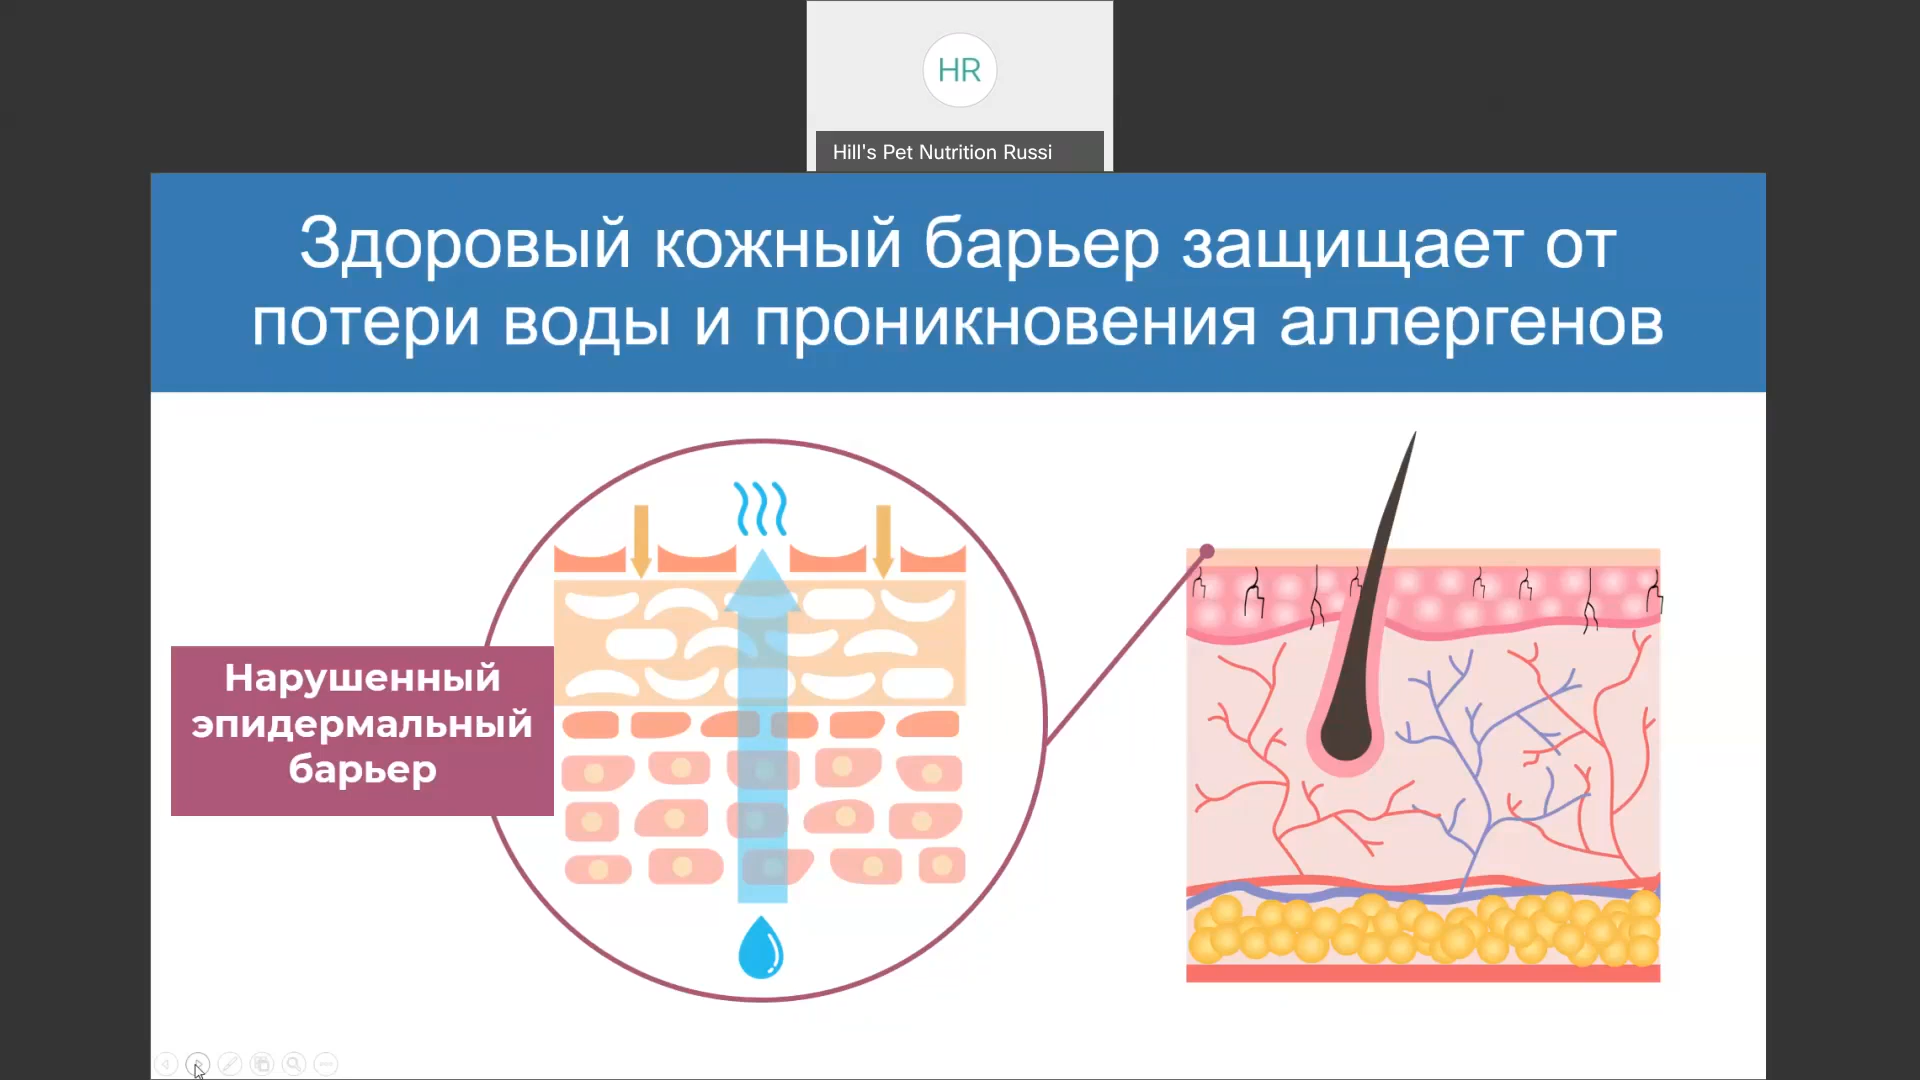 HR
Hill's Pet Nutrition Russi
Здоровый кожный барьер защищает от
потери воды и проникновения аллергенов
Нарушенный
эпидермальный
барьер